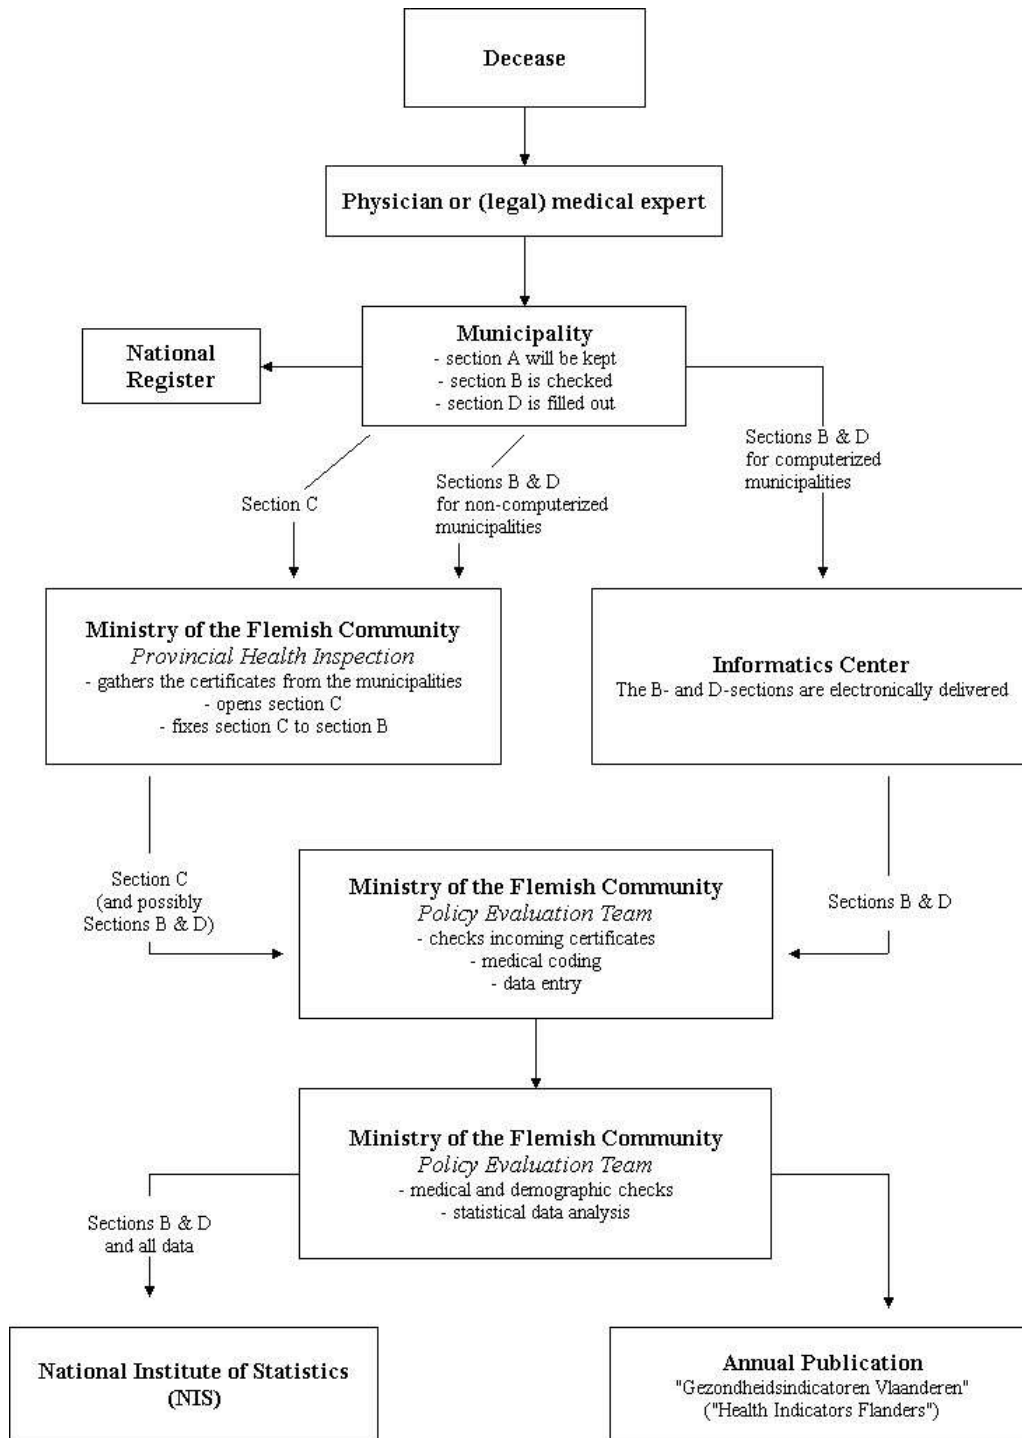 Decease
Physician or (legal) medical expert
Municipality
- section A will be kept
- section B is checked
- section D is filled out
National
Register
Sections B & D
for computerized
municipalities
Section C
Sections B & D
for non-computerized
municipalities
Ministry of the Flemish Community
Provincial Health Inspection
- gathers the certificates from the municipalities
- opens section C
- fixes section C to section B
Informatics Center
The B- and D-sections are electronically delivered
Section C
(and possibly
Sections B & D)
Ministry of the Flemish Community
Policy Evaluation Team
- checks incoming certificates
- medical coding
- data entry
Sections B & D
Ministry of the Flemish Community
Policy Evaluation Team
- medical and demographic checks
- statistical data analysis
Sections B & D
and all data
National Institute of Statistics
(NIS)
Annual Publication
"Gezondheidsindicatoren Vlaanderen"
("Health Indicators Flanders")